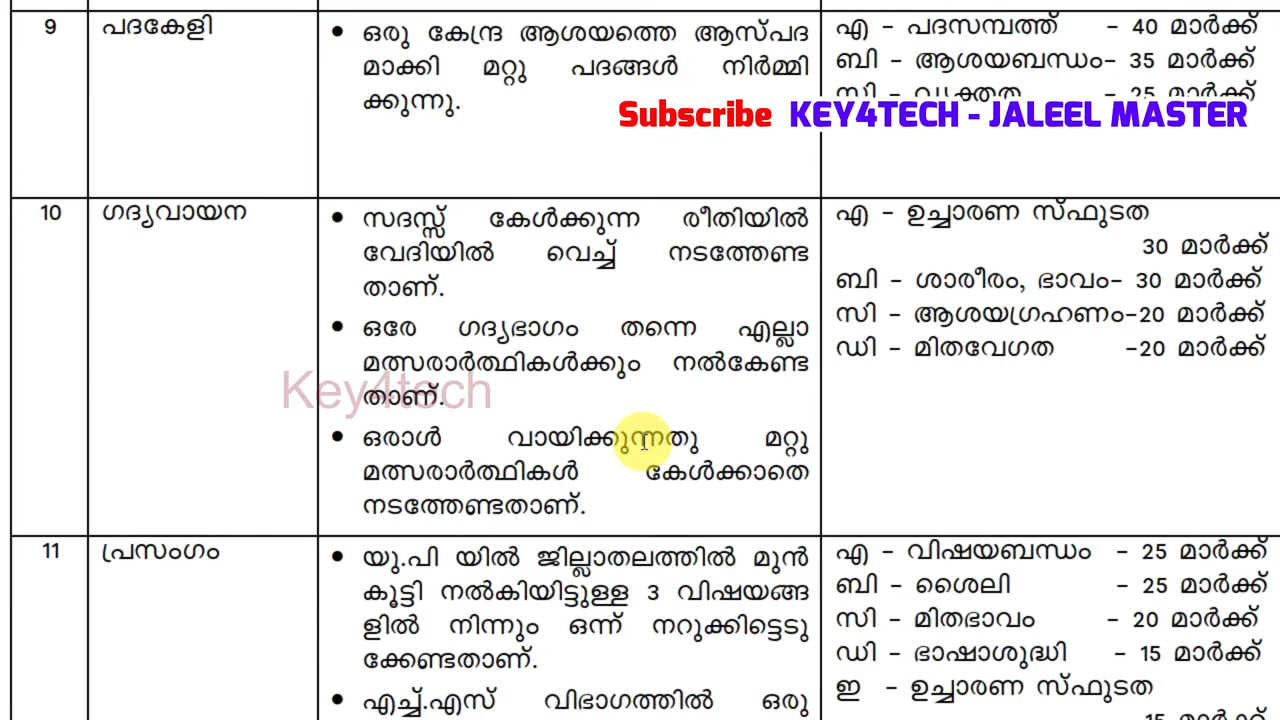 9
പദകേളി
● ഒരു കേന്ദ്ര ആശയത്തെ ആസ്പദ
മാക്കി മറ്റു പദങ്ങൾ നിർമ്മി
ക്കുന്നു.
എ - പദസമ്പത്ത് - 40 മാർക്ക്
ബി - ആശയബന്ധം- 35 മാർക്ക്
സി - വ്യക്തത - 25 മാർക്ക്
Subscribe KEY4TECH - JALEEL MASTER
10
ഗദ്യവായന
● സദസ്സ് കേൾക്കുന്ന രീതിയിൽ
വേദിയിൽ വെച്ച് നടത്തേണ്ട
താണ്.
● ഒരേ ഗദ്യഭാഗം തന്നെ എല്ലാ
മത്സരാർത്ഥികൾക്കും നൽകേണ്ട
താണ്.
● ഒരാൾ വായിക്കുന്നതു മറ്റു
മത്സരാർത്ഥികൾ കേൾക്കാതെ
നടത്തേണ്ടതാണ്.
എ - ഉച്ചാരണ സ്ഫുടത
30 മാർക്ക്
ബി - ശാരീരം, ഭാവം- 30 മാർക്ക്
സി - ആശയഗ്രഹണം-20 മാർക്ക്
ഡി - മിതവേഗത -20 മാർക്ക്
Key4tech
11
പ്രസംഗം
● യു.പി യിൽ ജില്ലാതലത്തിൽ മുൻ
കൂട്ടി നൽകിയിട്ടുള്ള 3 വിഷയങ്ങ
ളിൽ നിന്നും ഒന്ന് നറുക്കിട്ടെടു
ക്കേണ്ടതാണ്.
● എച്ച്.എസ് വിഭാഗത്തിൽ ഒരു
എ - വിഷയബന്ധം - 25 മാർക്ക്
ബി - ശൈലി - 25 മാർക്ക്
സി - മിതഭാവം - 20 മാർക്ക്
ഡി - ഭാഷാശുദ്ധി - 15 മാർക്ക്
ഇ - ഉച്ചാരണ സ്ഫുടത
15 മാർക്ക്